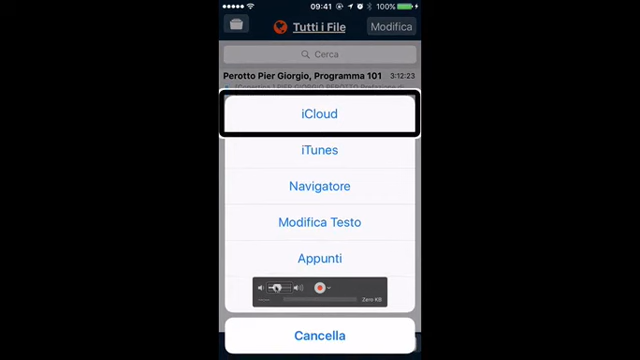 09:41
100%
Tutti i File
Modifica
Cerca
Perotto Pier Giorgio, Programma 101
3:12:23
iCloud
iTunes
Navigatore
Modifica Testo
Appunti
Zero KB
Cancella